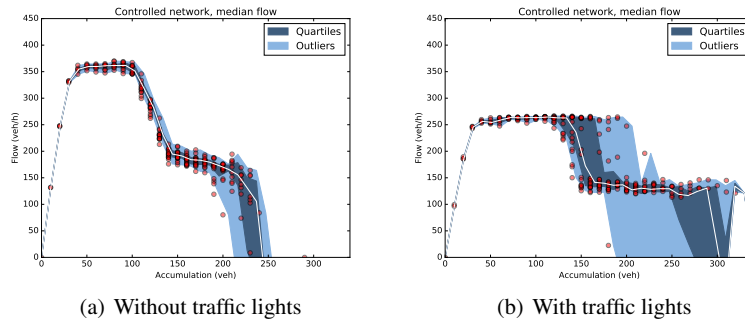 Controlled network, median flow
Quartiles
Outliers
Flow (veh/h)
450
400
350
300
250
200
150
100
50
0
0 50 100 150 200 250 300
Accumulation (veh)
(a) Without traffic lights
Controlled network, median flow
Quartiles
Outliers
Flow (veh/h)
450
400
350
300
250
200
150
100
50
0
0 50 100 150 200 250 300
Accumulation (veh)
(b) With traffic lights